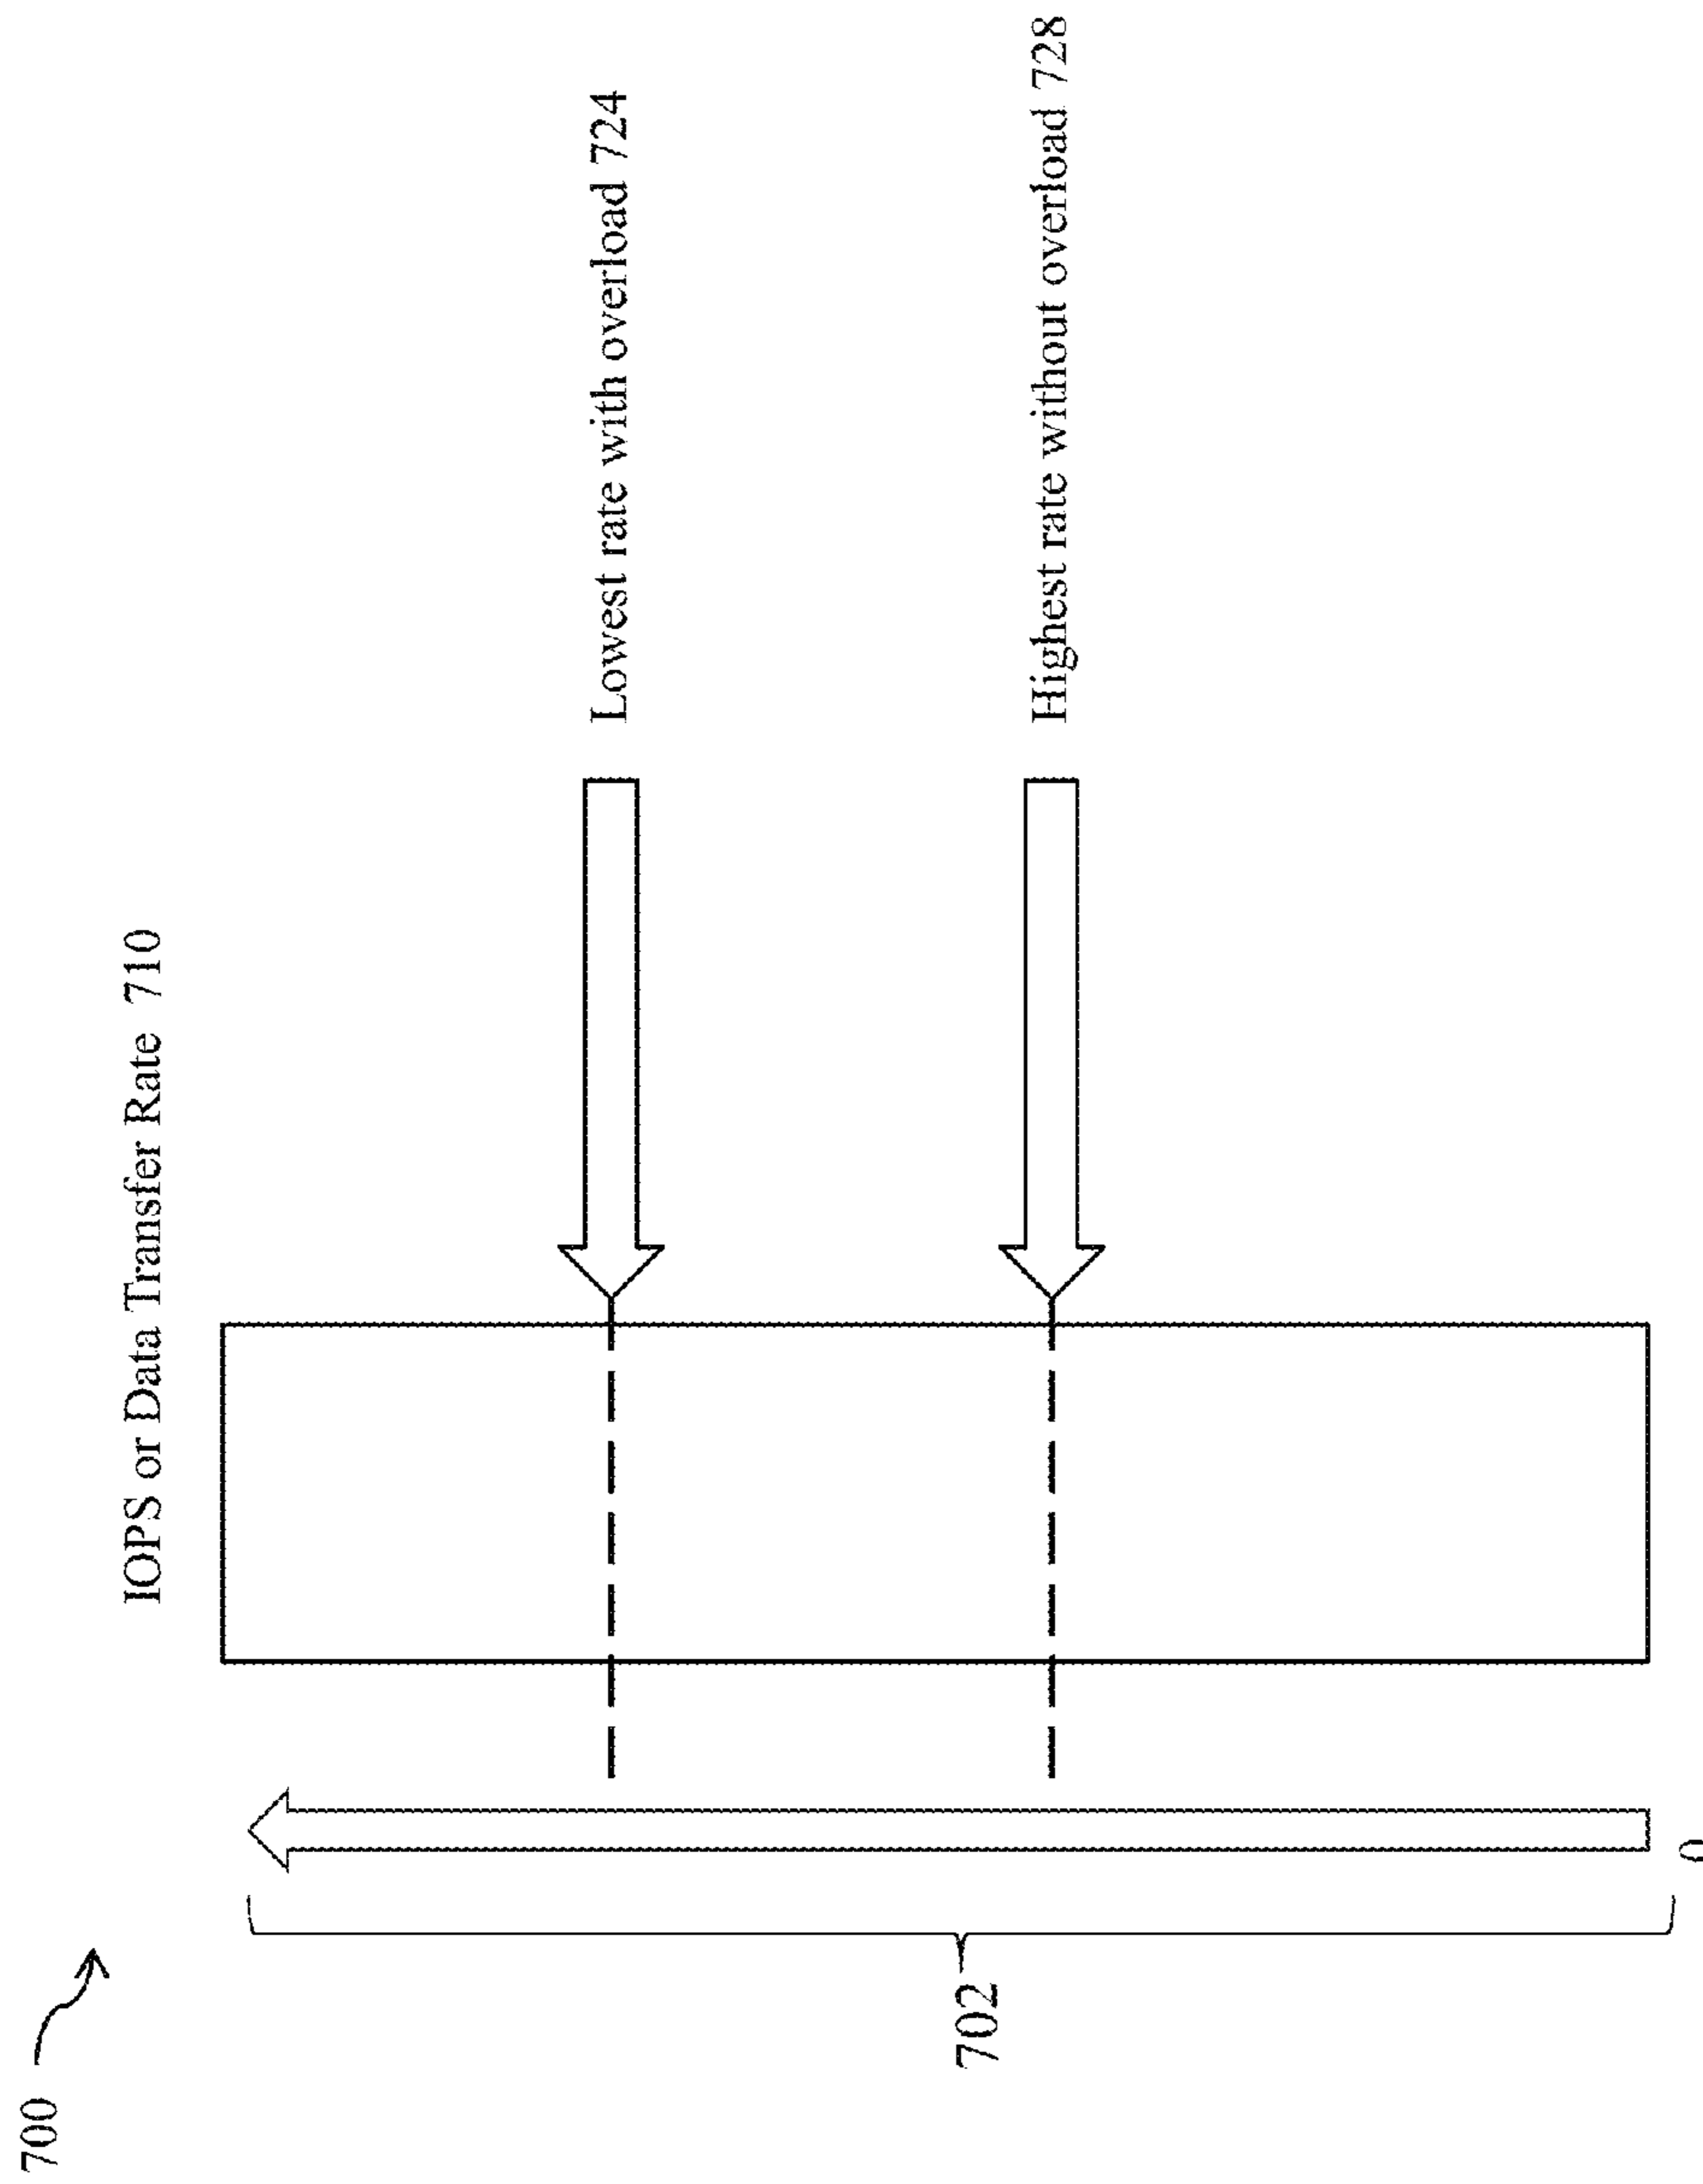 700
IOPS or Data Transfer Rate 710
Lowest rate with overload 724
702
Highest rate without overload 728
0